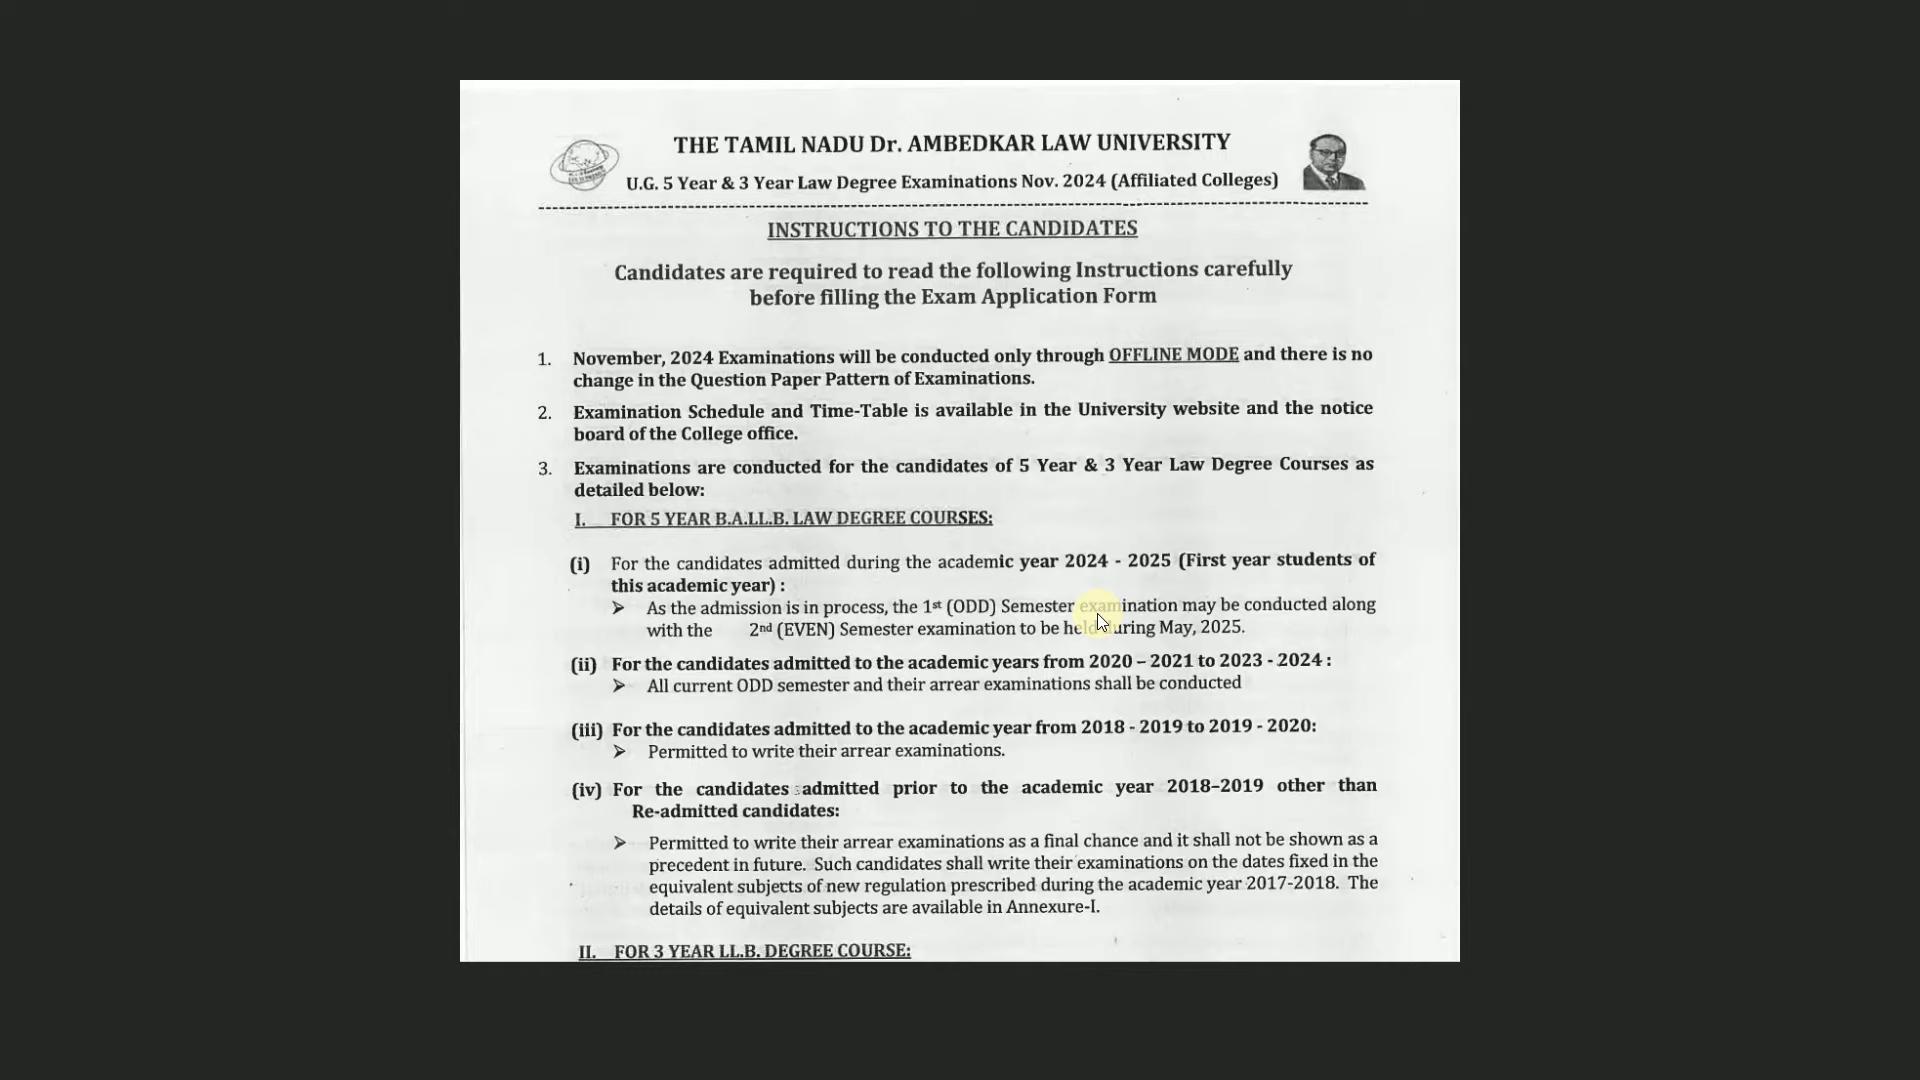 THE TAMIL NADU Dr. AMBEDKAR LAW UNIVERSITY
U.G. 5 Year & 3 Year Law Degree Examinations Nov. 2024 (Affiliated Colleges)
INSTRUCTIONS TO THE CANDIDATES
Candidates are required to read the following Instructions carefully
before filling the Exam Application Form
1. November, 2024 Examinations will be conducted only through OFFLINE MODE and there is no
change in the Question Paper Pattern of Examinations.
2. Examination Schedule and Time-Table is available in the University website and the notice
board of the College office.
3. Examinations are conducted for the candidates of 5 Year & 3 Year Law Degree Courses as
detailed below:
I. FOR 5 YEAR B.A.LL.B. LAW DEGREE COURSES:
(i) For the candidates admitted during the academic year 2024 - 2025 (First year students of
this academic year) :
➢ As the admission is in process, the 1st (ODD) Semester examination may be conducted along
with the 2nd (EVEN) Semester examination to be held during May, 2025.
(ii) For the candidates admitted to the academic years from 2020 – 2021 to 2023 - 2024 :
➢ All current ODD semester and their arrear examinations shall be conducted
(iii) For the candidates admitted to the academic year from 2018 - 2019 to 2019 - 2020:
➢ Permitted to write their arrear examinations.
(iv) For the candidates admitted prior to the academic year 2018–2019 other than
Re-admitted candidates:
➢ Permitted to write their arrear examinations as a final chance and it shall not be shown as a
precedent in future. Such candidates shall write their examinations on the dates fixed in the
equivalent subjects of new regulation prescribed during the academic year 2017-2018. The
details of equivalent subjects are available in Annexure-I.
II. FOR 3 YEAR LL.B. DEGREE COURSE: